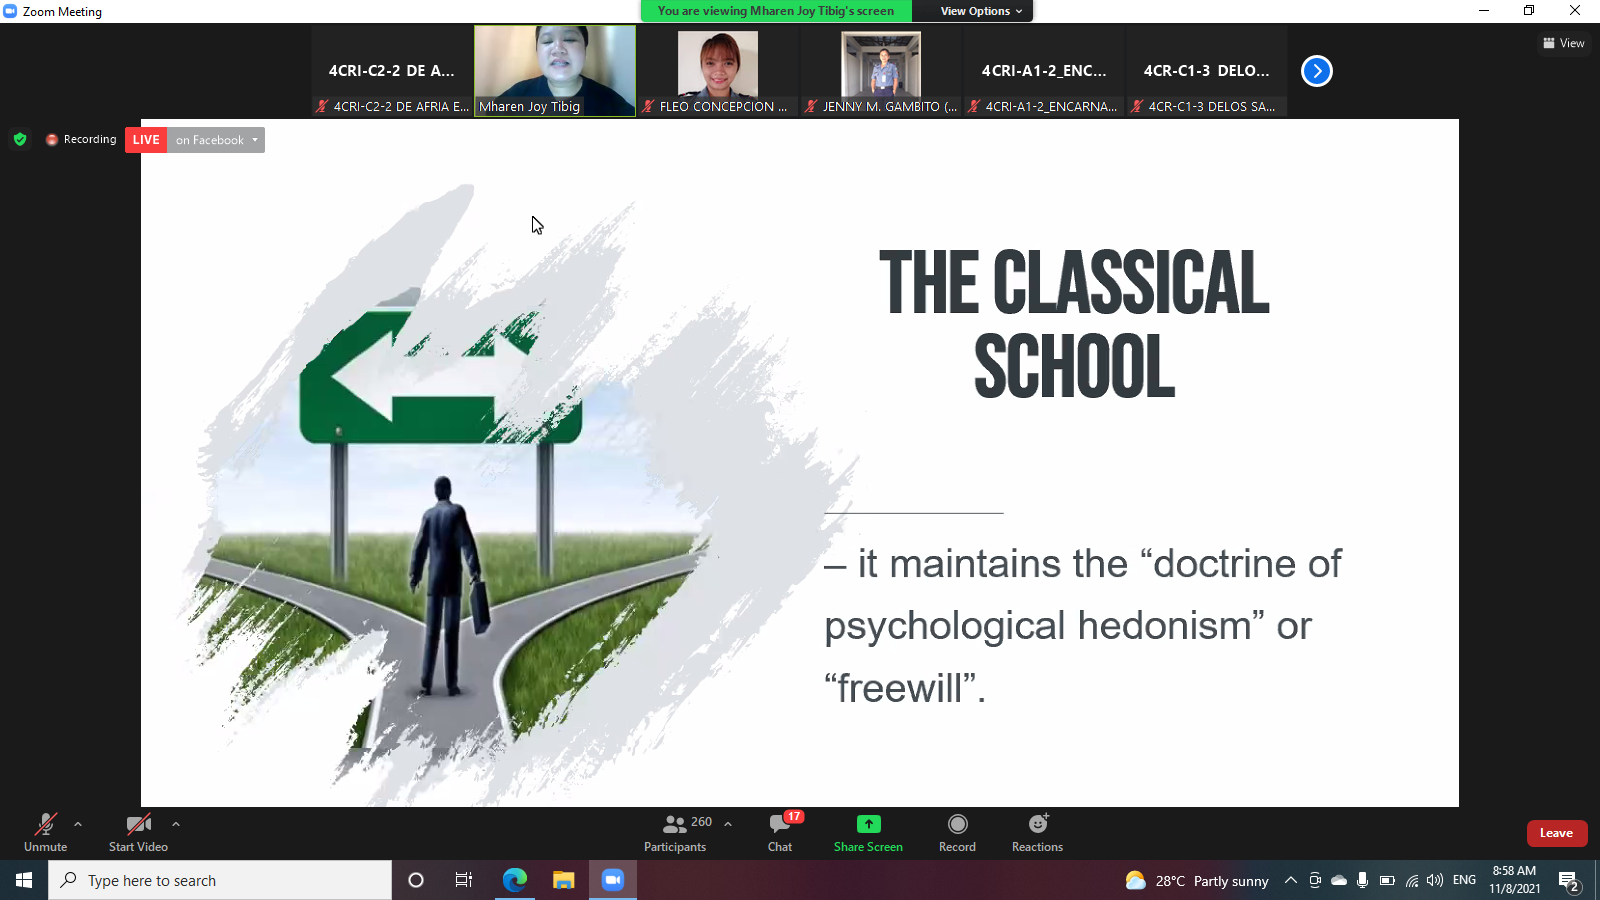 Zoom Meeting
You are viewing Mharen Joy Tibig's screen
View Options
View
4CRI-C2-2 DE A...
4CRI-A1-2_ENC...
4CR-C1-3 DELO...
4CRI-C2-2 DE AFRIA E...
Mharen Joy Tibig
FLEO CONCEPCION ...
JENNY M. GAMBITO (...
4CRI-A1-2_ENCARNA...
4CR-C1-3 DELOS SA...
Recording
LIVE on Facebook
THE CLASSICAL
SCHOOL
– it maintains the “doctrine of
psychological hedonism” or
“freewill”.
Unmute
Start Video
260
Participants
17
Chat
Share Screen
Record
Reactions
Leave
Type here to search
28°C Partly sunny
ENG
8:58 AM
11/8/2021
2